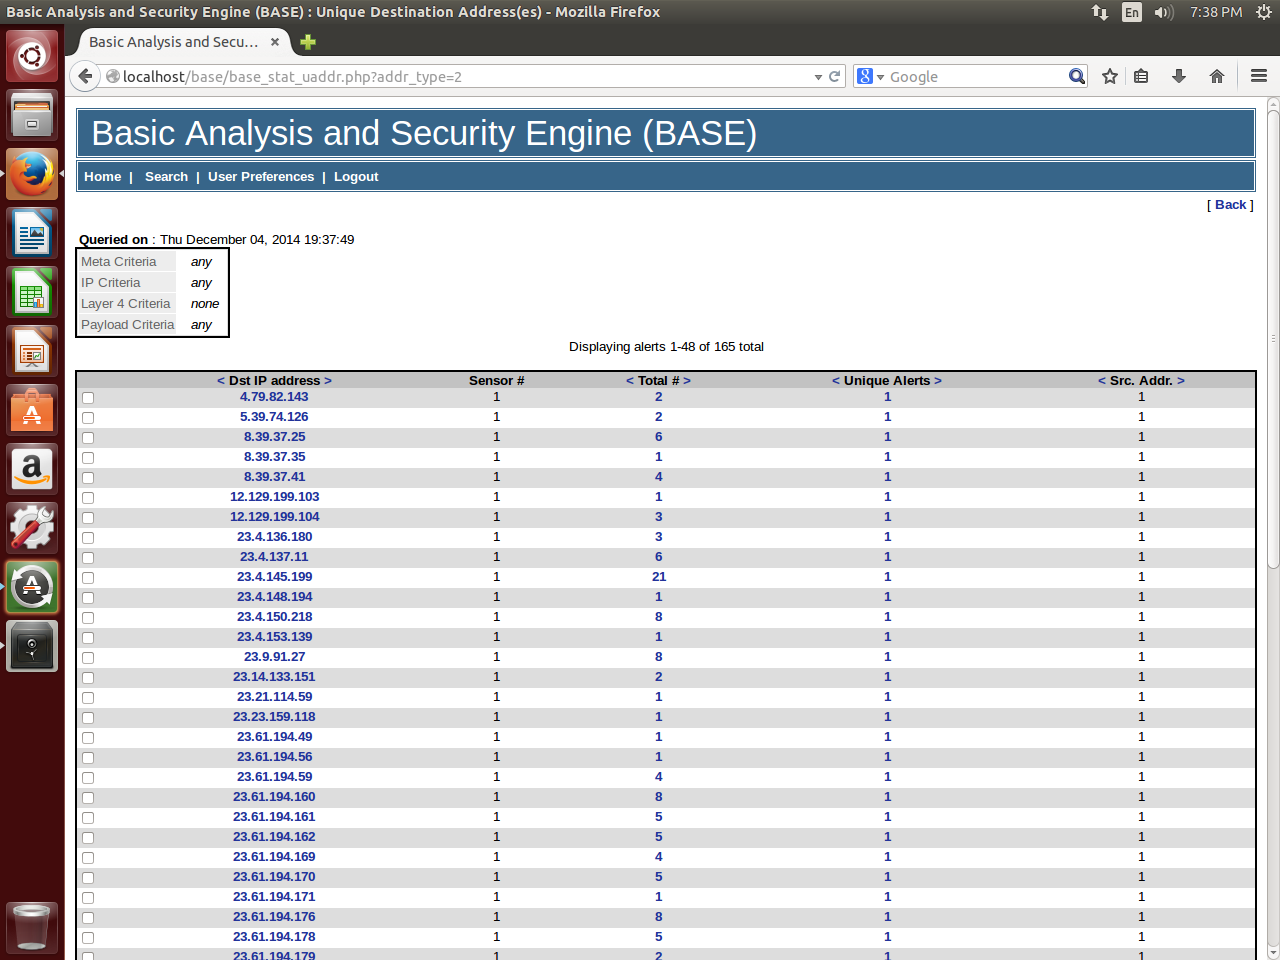 Basic Analysis and Security Engine (BASE) : Unique Destination Address(es) - Mozilla Firefox
En
7:38 PM
Basic Analysis and Secu...
localhost/base/base_stat_uaddr.php?addr_type=2
8
Google
Basic Analysis and Security Engine (BASE)
Home | Search | User Preferences | Logout
[ Back ]
Queried on : Thu December 04, 2014 19:37:49
Meta Criteria any
IP Criteria any
Layer 4 Criteria none
Payload Criteria any
Displaying alerts 1-48 of 165 total
< Dst IP address > Sensor # < Total # > < Unique Alerts > < Src. Addr. >
4.79.82.143 1 2 1 1
5.39.74.126 1 2 1 1
8.39.37.25 1 6 1 1
8.39.37.35 1 1 1 1
8.39.37.41 1 4 1 1
12.129.199.103 1 1 1 1
12.129.199.104 1 3 1 1
23.4.136.180 1 3 1 1
23.4.137.11 1 6 1 1
23.4.145.199 1 21 1 1
23.4.148.194 1 1 1 1
23.4.150.218 1 8 1 1
23.4.153.139 1 1 1 1
23.9.91.27 1 8 1 1
23.14.133.151 1 2 1 1
23.21.114.59 1 1 1 1
23.23.159.118 1 1 1 1
23.61.194.49 1 1 1 1
23.61.194.56 1 1 1 1
23.61.194.59 1 4 1 1
23.61.194.160 1 8 1 1
23.61.194.161 1 5 1 1
23.61.194.162 1 5 1 1
23.61.194.169 1 4 1 1
23.61.194.170 1 5 1 1
23.61.194.171 1 1 1 1
23.61.194.176 1 8 1 1
23.61.194.178 1 5 1 1
23.61.194.179 1 2 1 1